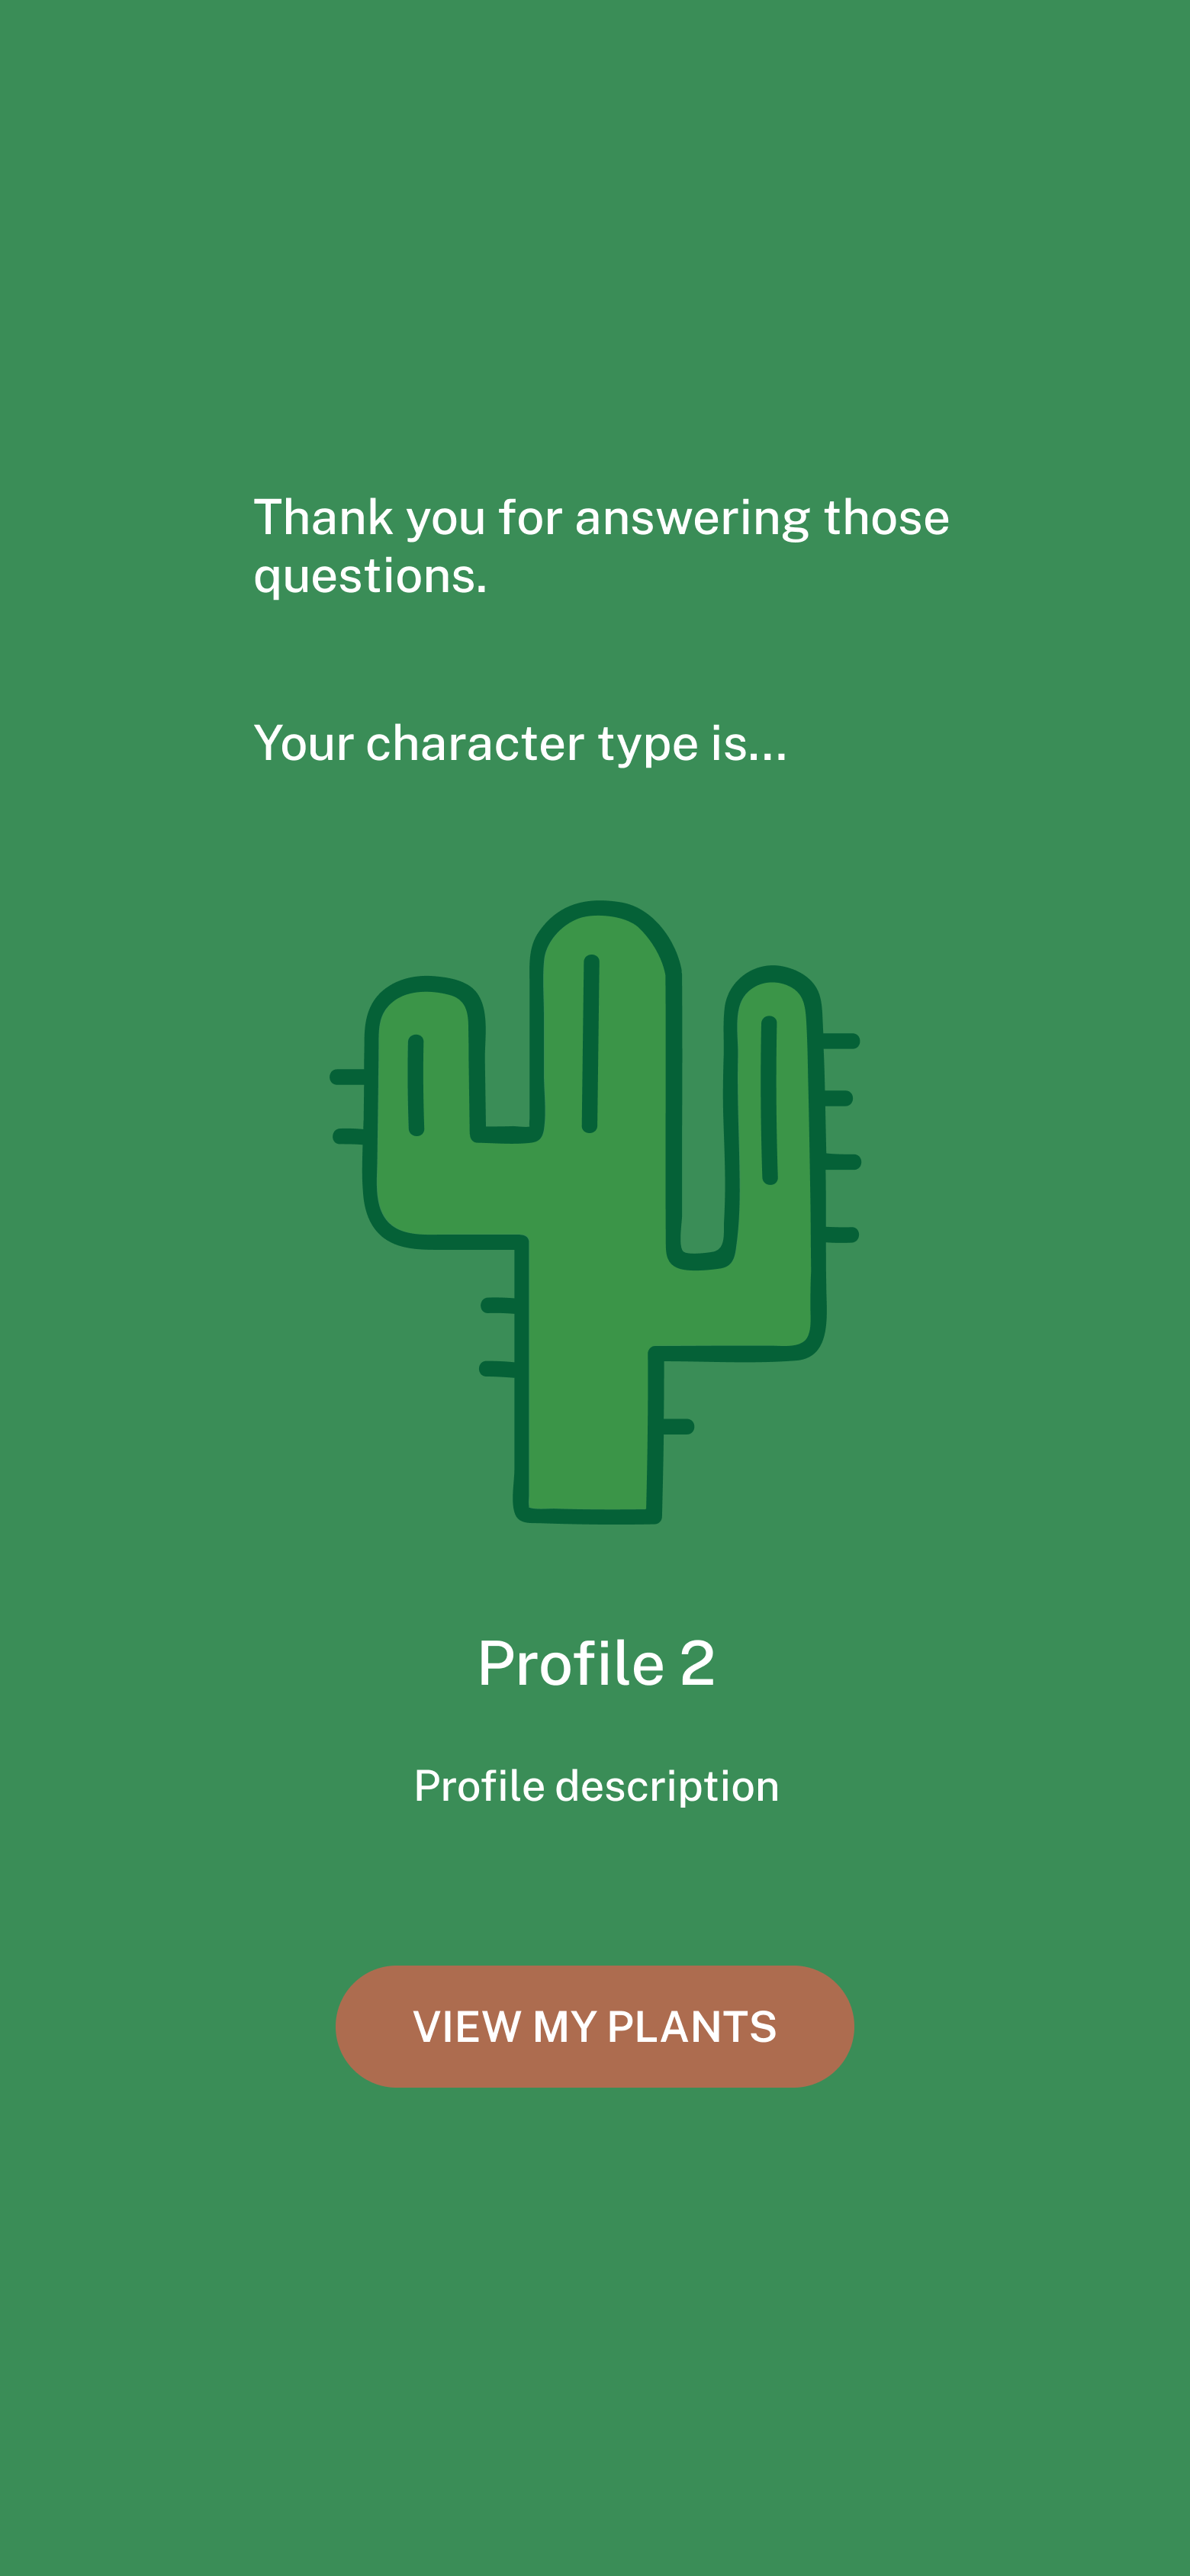 Thank you for answering those
questions.
Your character type is...
Profile 2
Profile description
VIEW MY PLANTS